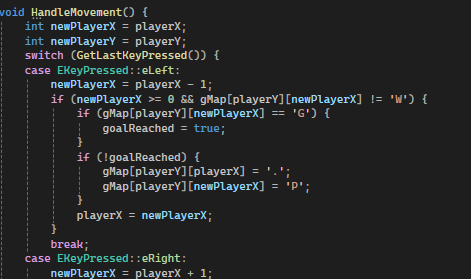 void HandleMovement() {
    int newPlayerX = playerX;
    int newPlayerY = playerY;
    switch (GetLastKeyPressed()) {
    case EKeyPressed::eLeft:
        newPlayerX = playerX - 1;
        if (newPlayerX >= 0 && gMap[playerY][newPlayerX] != 'W') {
            if (gMap[playerY][newPlayerX] == 'G') {
                goalReached = true;
            }
            if (!goalReached) {
                gMap[playerY][playerX] = '.';
                gMap[playerY][newPlayerX] = 'P';
            }
            playerX = newPlayerX;
        }
        break;
    case EKeyPressed::eRight:
        newPlayerX = playerX + 1;